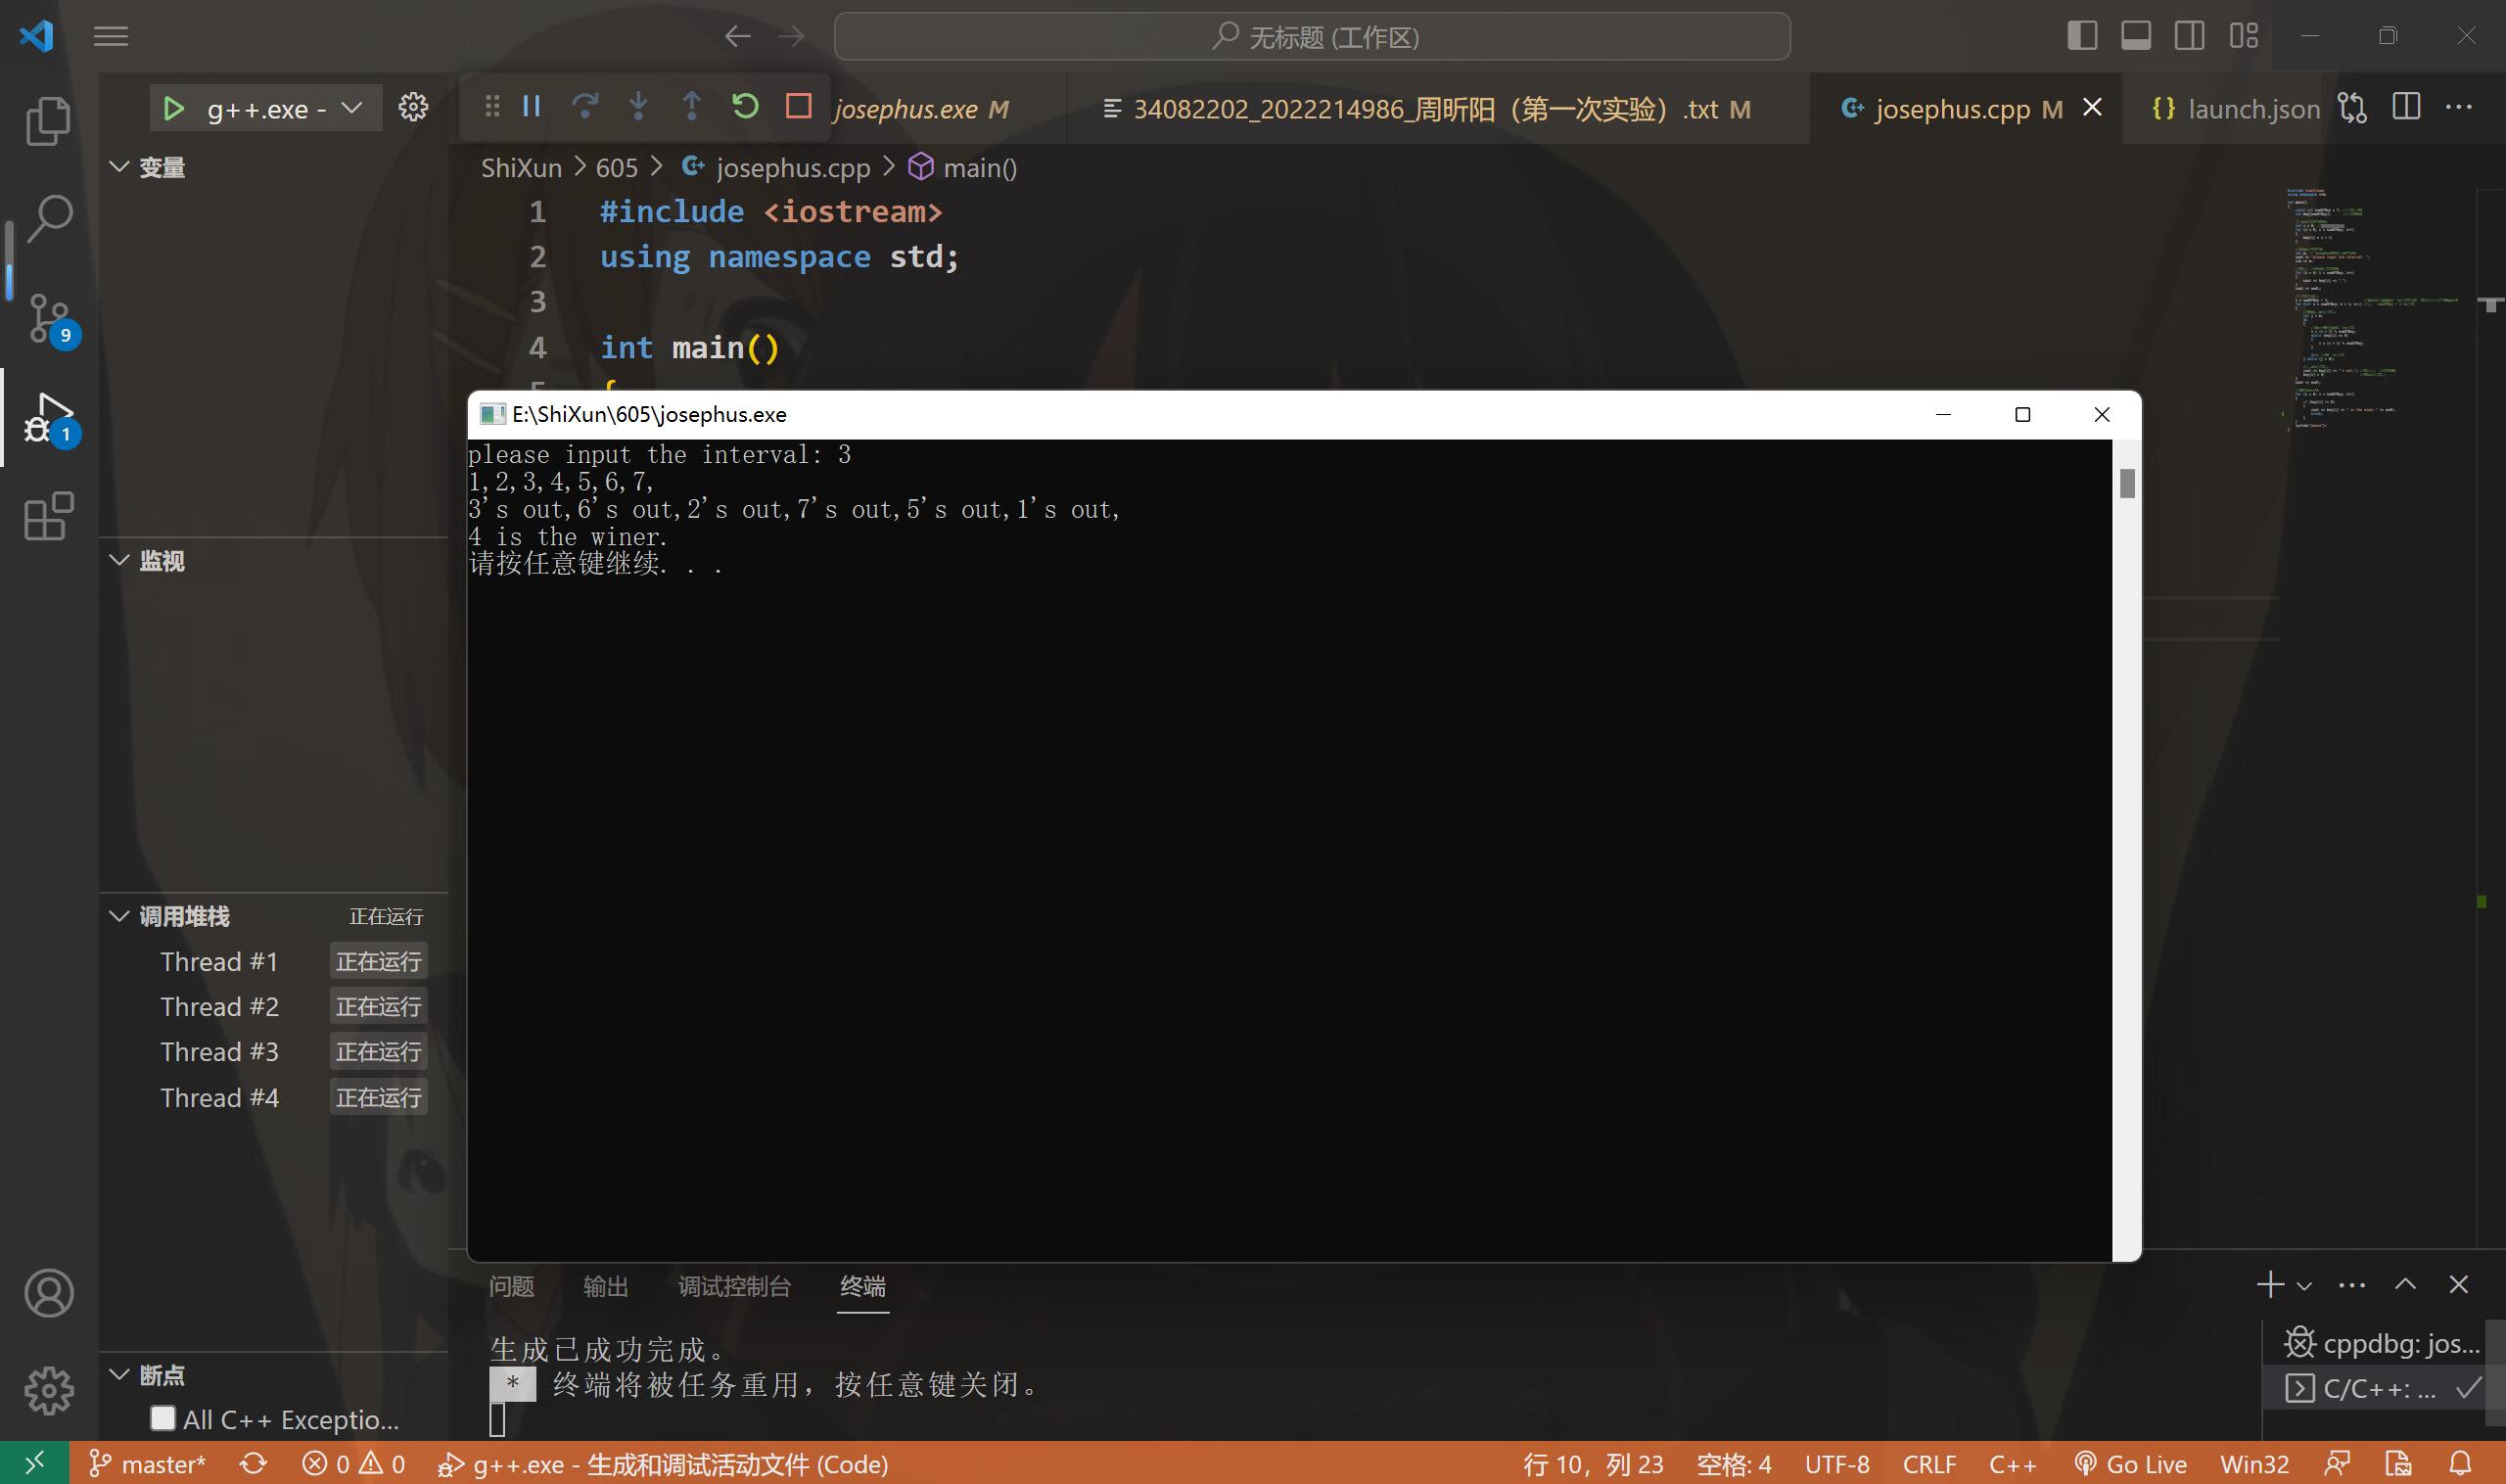 无标题 (工作区)
g++.exe -
josephus.exe M
34082202_2022214986_周昕阳（第一次实验）.txt M
josephus.cpp M
{} launch.json
变量
ShiXun > 605 > josephus.cpp > main()
1 #include <iostream>
2 using namespace std;
3
4 int main()
5 {
9
1
E:\ShiXun\605\josephus.exe
please input the interval: 3
1,2,3,4,5,6,7,
3's out,6's out,2's out,7's out,5's out,1's out,
4 is the winer.
请按任意键继续. . .
监视
调用堆栈 正在运行
Thread #1 正在运行
Thread #2 正在运行
Thread #3 正在运行
Thread #4 正在运行
断点
All C++ Exceptio...
问题 输出 调试控制台 终端
生成已成功完成。
* 终端将被任务重用，按任意键关闭。
cppdbg: jos...
C/C++: ...
master* 0 0 g++.exe - 生成和调试活动文件 (Code) 行 10，列 23 空格: 4 UTF-8 CRLF C++ Go Live Win32